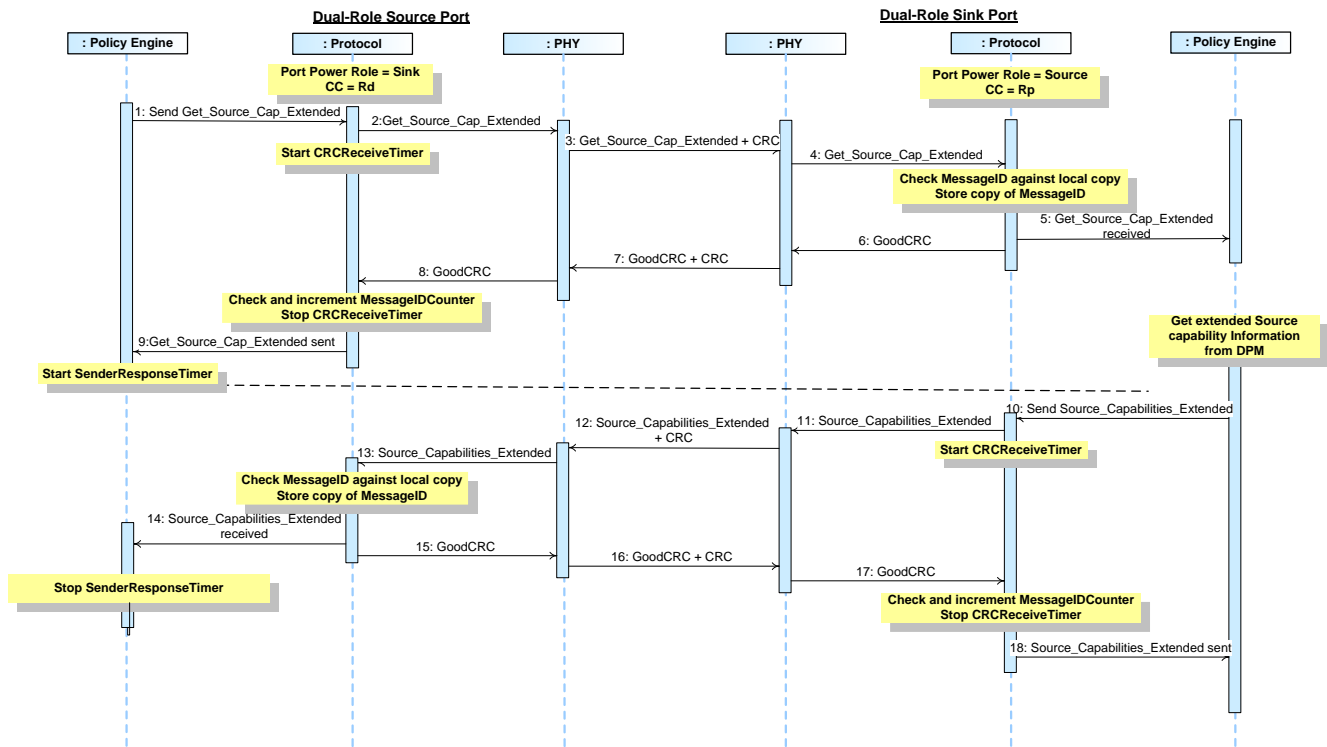 Dual-Role Source Port
Dual-Role Sink Port
: Policy Engine
: Protocol
: PHY
: PHY
: Protocol
: Policy Engine
Port Power Role = Sink
CC = Rd
Port Power Role = Source
CC = Rp
1: Send Get_Source_Cap_Extended
2:Get_Source_Cap_Extended
Start CRCReceiveTimer
3: Get_Source_Cap_Extended + CRC
4: Get_Source_Cap_Extended
Check MessageID against local copy
Store copy of MessageID
5: Get_Source_Cap_Extended
received
6: GoodCRC
7: GoodCRC + CRC
8: GoodCRC
Check and increment MessageIDCounter
Stop CRCReceiveTimer
9:Get_Source_Cap_Extended sent
Start SenderResponseTimer
Get extended Source
capability Information
from DPM
10: Send Source_Capabilities_Extended
11: Source_Capabilities_Extended
Start CRCReceiveTimer
12: Source_Capabilities_Extended
+ CRC
13: Source_Capabilities_Extended
Check MessageID against local copy
Store copy of MessageID
14: Source_Capabilities_Extended
received
15: GoodCRC
16: GoodCRC + CRC
17: GoodCRC
Stop SenderResponseTimer
Check and increment MessageIDCounter
Stop CRCReceiveTimer
18: Source_Capabilities_Extended sent